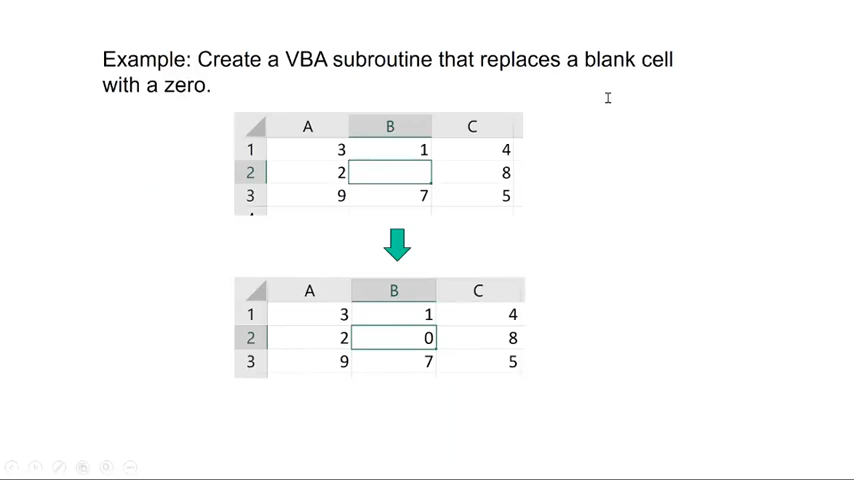 Example: Create a VBA subroutine that replaces a blank cell
with a zero.
A B C
1 3 1 4
2 2 8
3 9 7 5
A B C
1 3 1 4
2 2 0 8
3 9 7 5